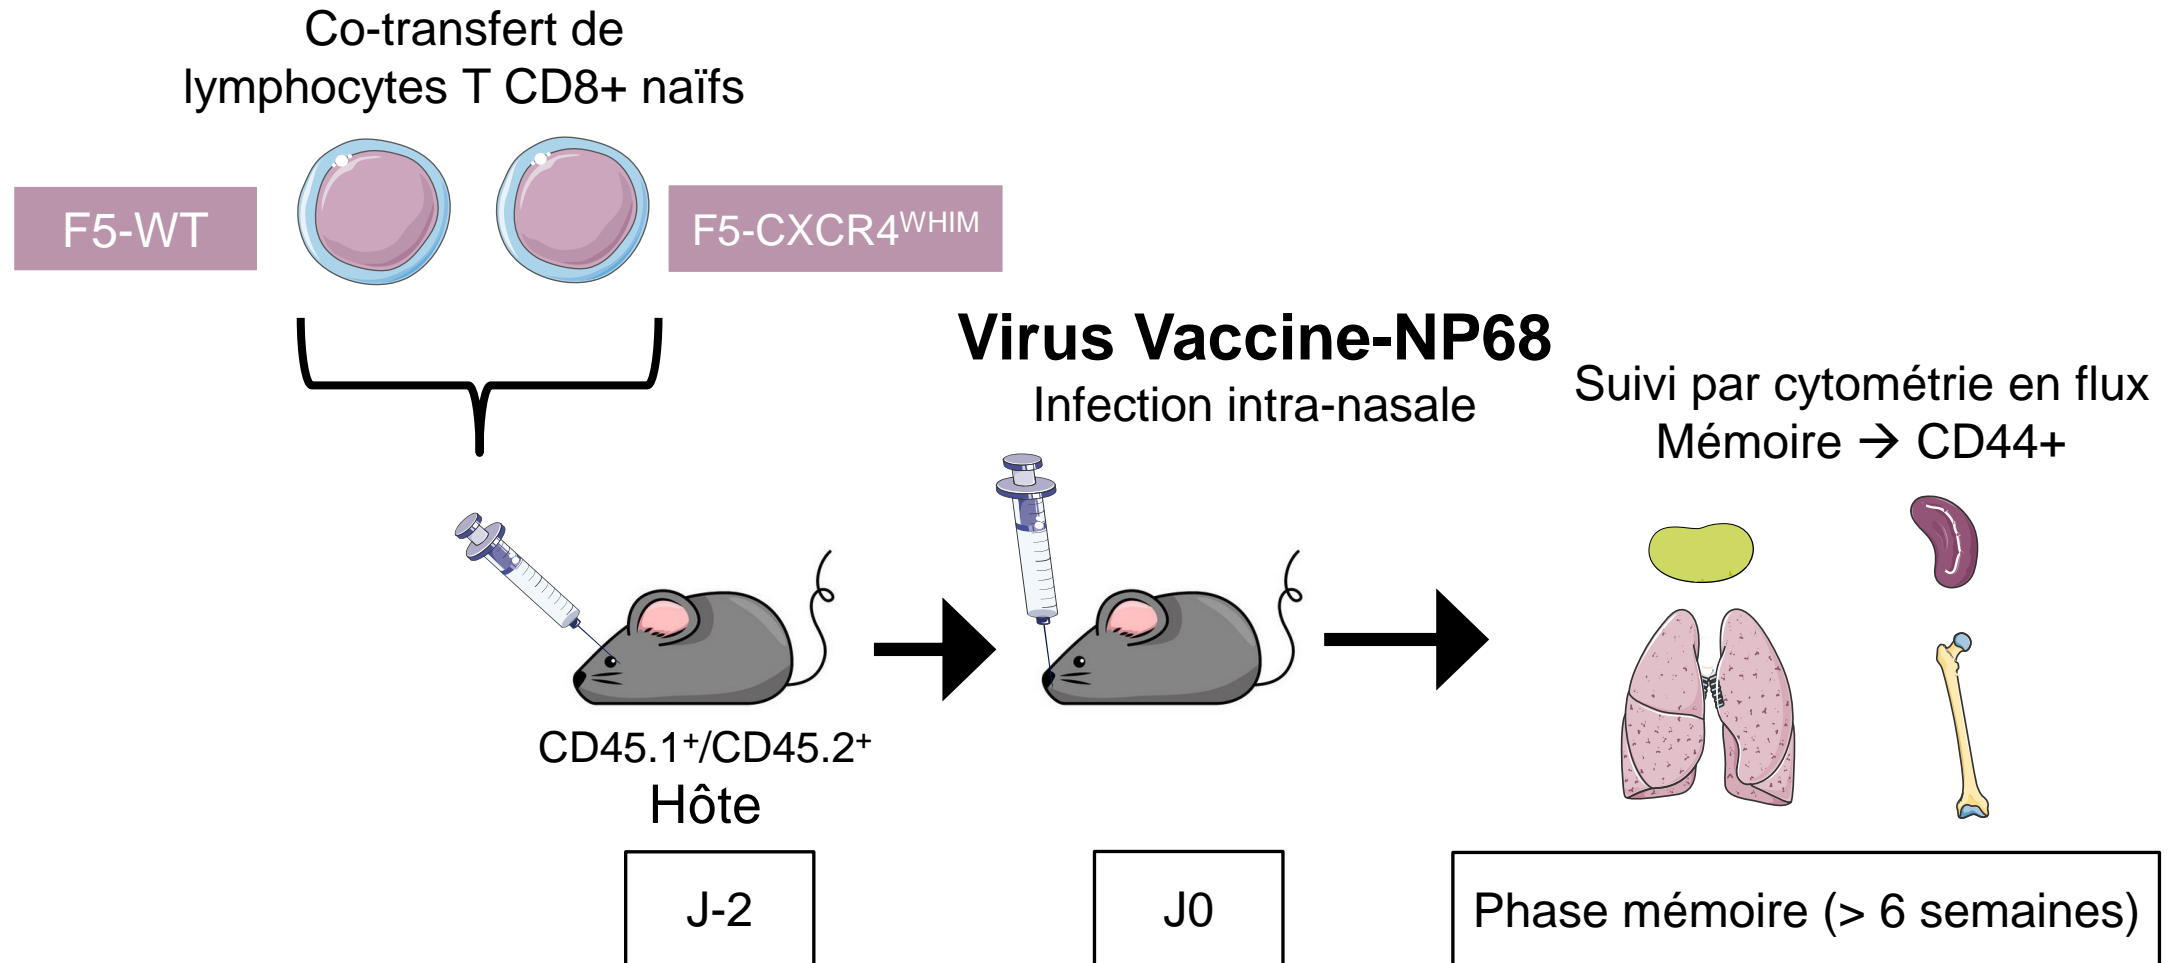 Co-transfert de
lymphocytes T CD8+ naïfs
F5-WT
F5-CXCR4WHIM
Virus Vaccine-NP68
Infection intra-nasale
Suivi par cytométrie en flux
Mémoire → CD44+
CD45.1+/CD45.2+
Hôte
J-2
J0
Phase mémoire (> 6 semaines)